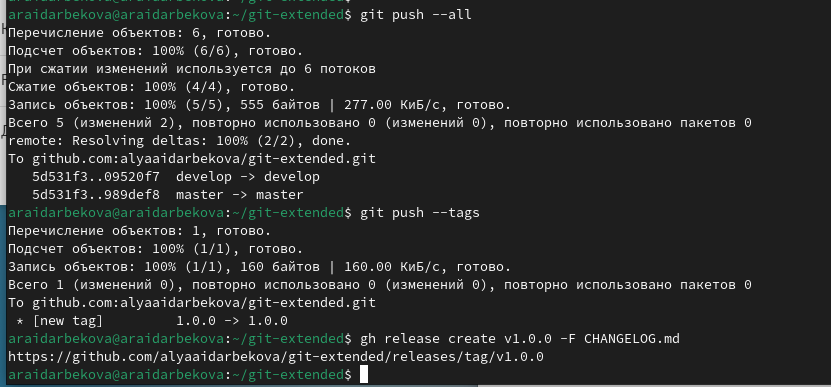 araidarbekova@araidarbekova:~/git-extended$ git push --all
Перечисление объектов: 6, готово.
Подсчет объектов: 100% (6/6), готово.
При сжатии изменений используется до 6 потоков
Сжатие объектов: 100% (4/4), готово.
Запись объектов: 100% (5/5), 555 байтов | 277.00 КиБ/с, готово.
Всего 5 (изменений 2), повторно использовано 0 (изменений 0), повторно использовано пакетов 0
remote: Resolving deltas: 100% (2/2), done.
To github.com:alyaaidarbekova/git-extended.git
   5d531f3..09520f7  develop -> develop
   5d531f3..989def8  master -> master
araidarbekova@araidarbekova:~/git-extended$ git push --tags
Перечисление объектов: 1, готово.
Подсчет объектов: 100% (1/1), готово.
Запись объектов: 100% (1/1), 160 байтов | 160.00 КиБ/с, готово.
Всего 1 (изменений 0), повторно использовано 0 (изменений 0), повторно использовано пакетов 0
To github.com:alyaaidarbekova/git-extended.git
 * [new tag]         1.0.0 -> 1.0.0
araidarbekova@araidarbekova:~/git-extended$ gh release create v1.0.0 -F CHANGELOG.md
https://github.com/alyaaidarbekova/git-extended/releases/tag/v1.0.0
araidarbekova@araidarbekova:~/git-extended$